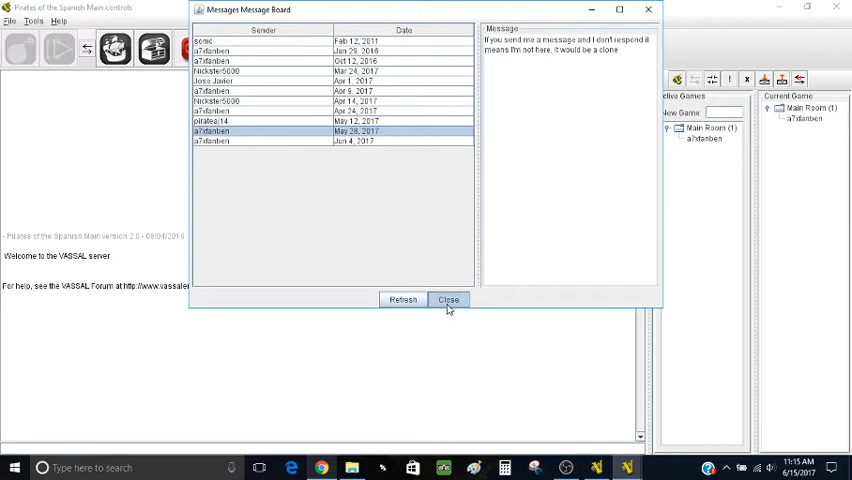 Pirates of the Spanish Main controls
File Tools Help
Messages Message Board
Sender Date
sonic Feb 12, 2011
a7xfanben Jan 29, 2016
a7xfanben Oct 12, 2016
Nickster5000 Mar 24, 2017
Jose Javier Apr 1, 2017
a7xfanben Apr 9, 2017
Nickster5000 Apr 14, 2017
a7xfanben Apr 24, 2017
pirateaj14 May 12, 2017
a7xfanben May 28, 2017
a7xfanben Jun 4, 2017
Message
If you send me a message and I don't respond it
means I'm not here, it would be a clone
Refresh Close
- Pirates of the Spanish Main version 2.0 - 08/04/2016
Welcome to the VASSAL server
For help, see the VASSAL Forum at http://www.vassalen
ctive Games
New Game:
Main Room (1)
a7xfanben
Current Game
Main Room (1)
a7xfanben
Type here to search
11:15 AM
6/15/2017